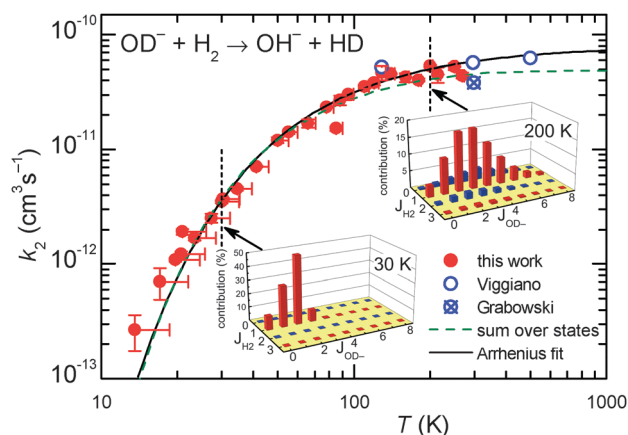 OD⁻ + H₂ → OH⁻ + HD
k₂ (cm³s⁻¹)
10⁻¹⁰
10⁻¹¹
10⁻¹²
10⁻¹³
200 K
contribution (%)
20
15
10
5
0
1
2
3
J_H2
0
2
4
6
8
J_OD−
30 K
contribution (%)
50
40
30
20
10
0
1
2
3
J_H2
0
2
4
6
8
J_OD−
this work
Viggiano
Grabowski
sum over states
Arrhenius fit
10
100
1000
T (K)